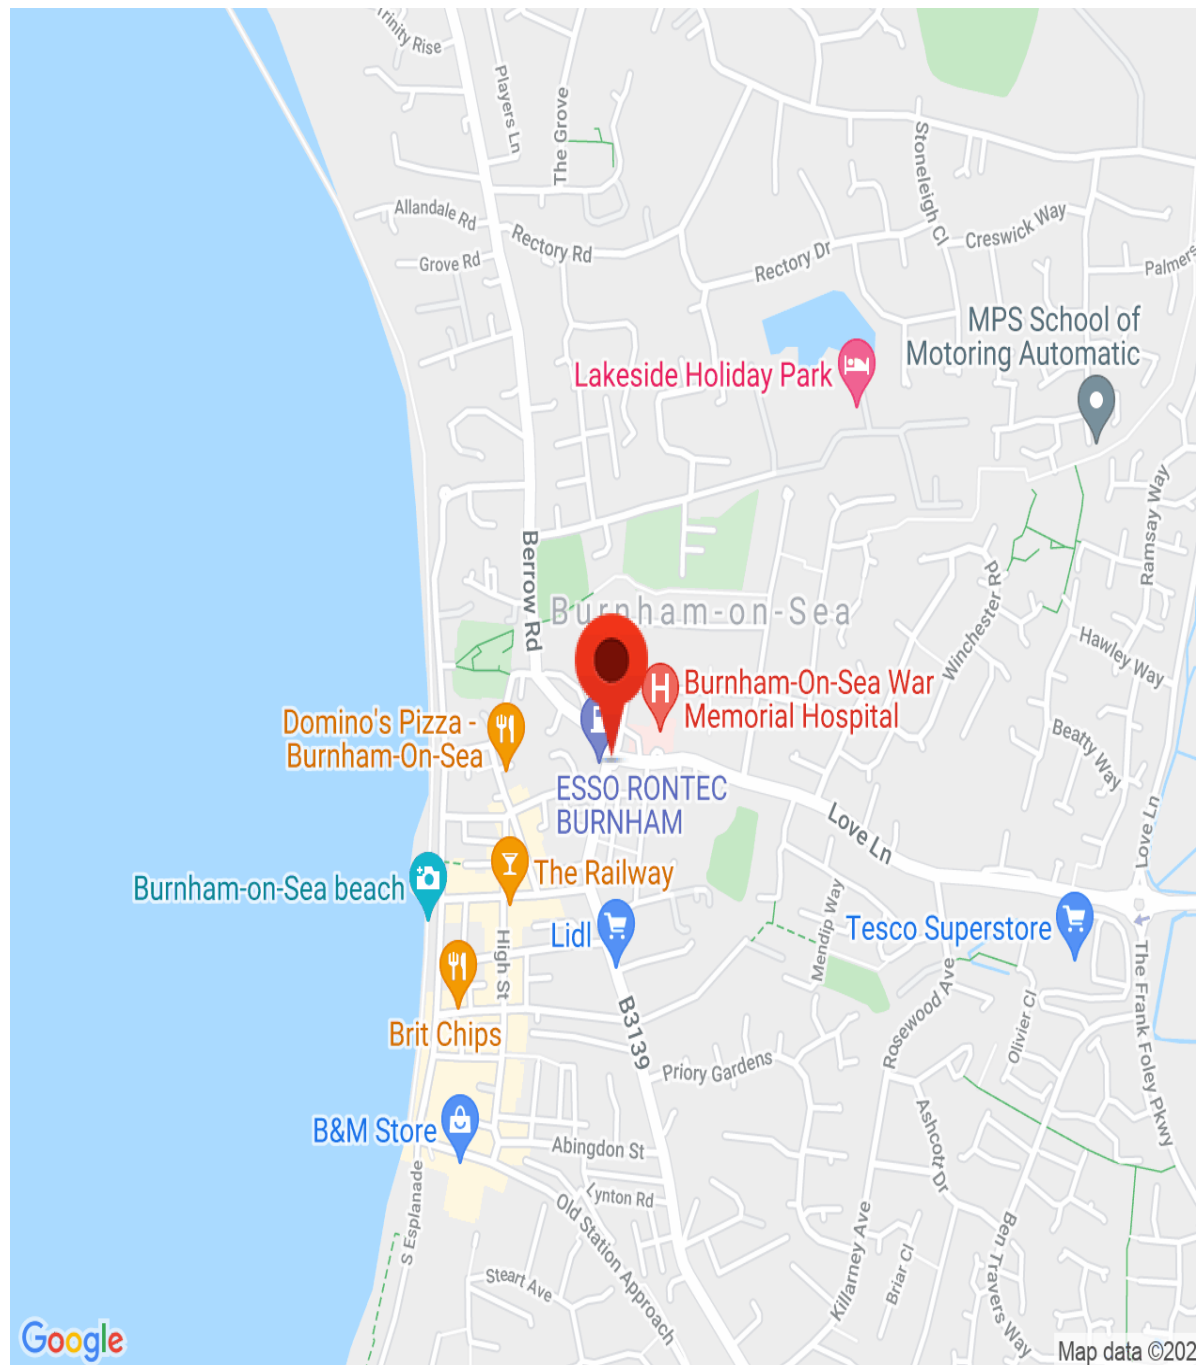 Trinity Rise
Players Ln
The Grove
Stoneleigh Cl
Allandale Rd
Rectory Rd
Grove Rd
Rectory Dr
Creswick Way
Palmers
MPS School of
Motoring Automatic
Lakeside Holiday Park
Ramsay Way
Berrow Rd
Winchester Rd
Burnham-on-Sea
Hawley Way
Burnham-On-Sea War
Memorial Hospital
Domino's Pizza -
Burnham-On-Sea
Beatty Way
ESSO RONTEC
BURNHAM
Love Ln
Love Ln
The Railway
Burnham-on-Sea beach
Mendip Way
Tesco Superstore
Lidl
High St
Rosewood Ave
The Frank Foley Pkwy
Brit Chips
B3139
Olivier Cl
Priory Gardens
B&M Store
Abingdon St
Ashcott Dr
Lynton Rd
S Esplanade
Old Station Approach
Killarney Ave
Briar Cl
Ben Travers Way
Steart Ave
Google
Map data ©202